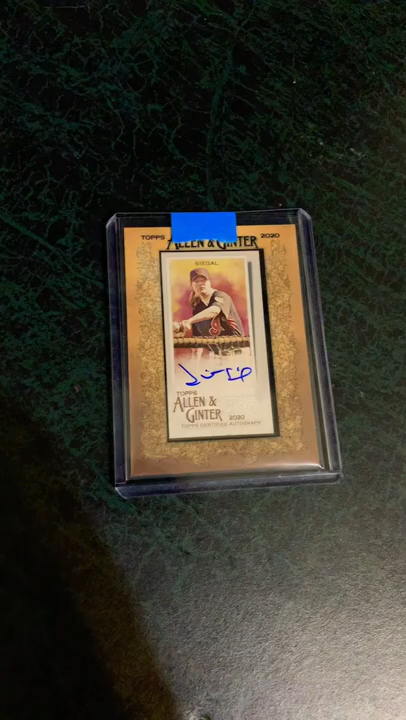 TOPPS 2020
ALLEN & GINTER
SIEGAL
TOPPS
ALLEN &
GINTER 2020
TOPPS CERTIFIED AUTOGRAPH